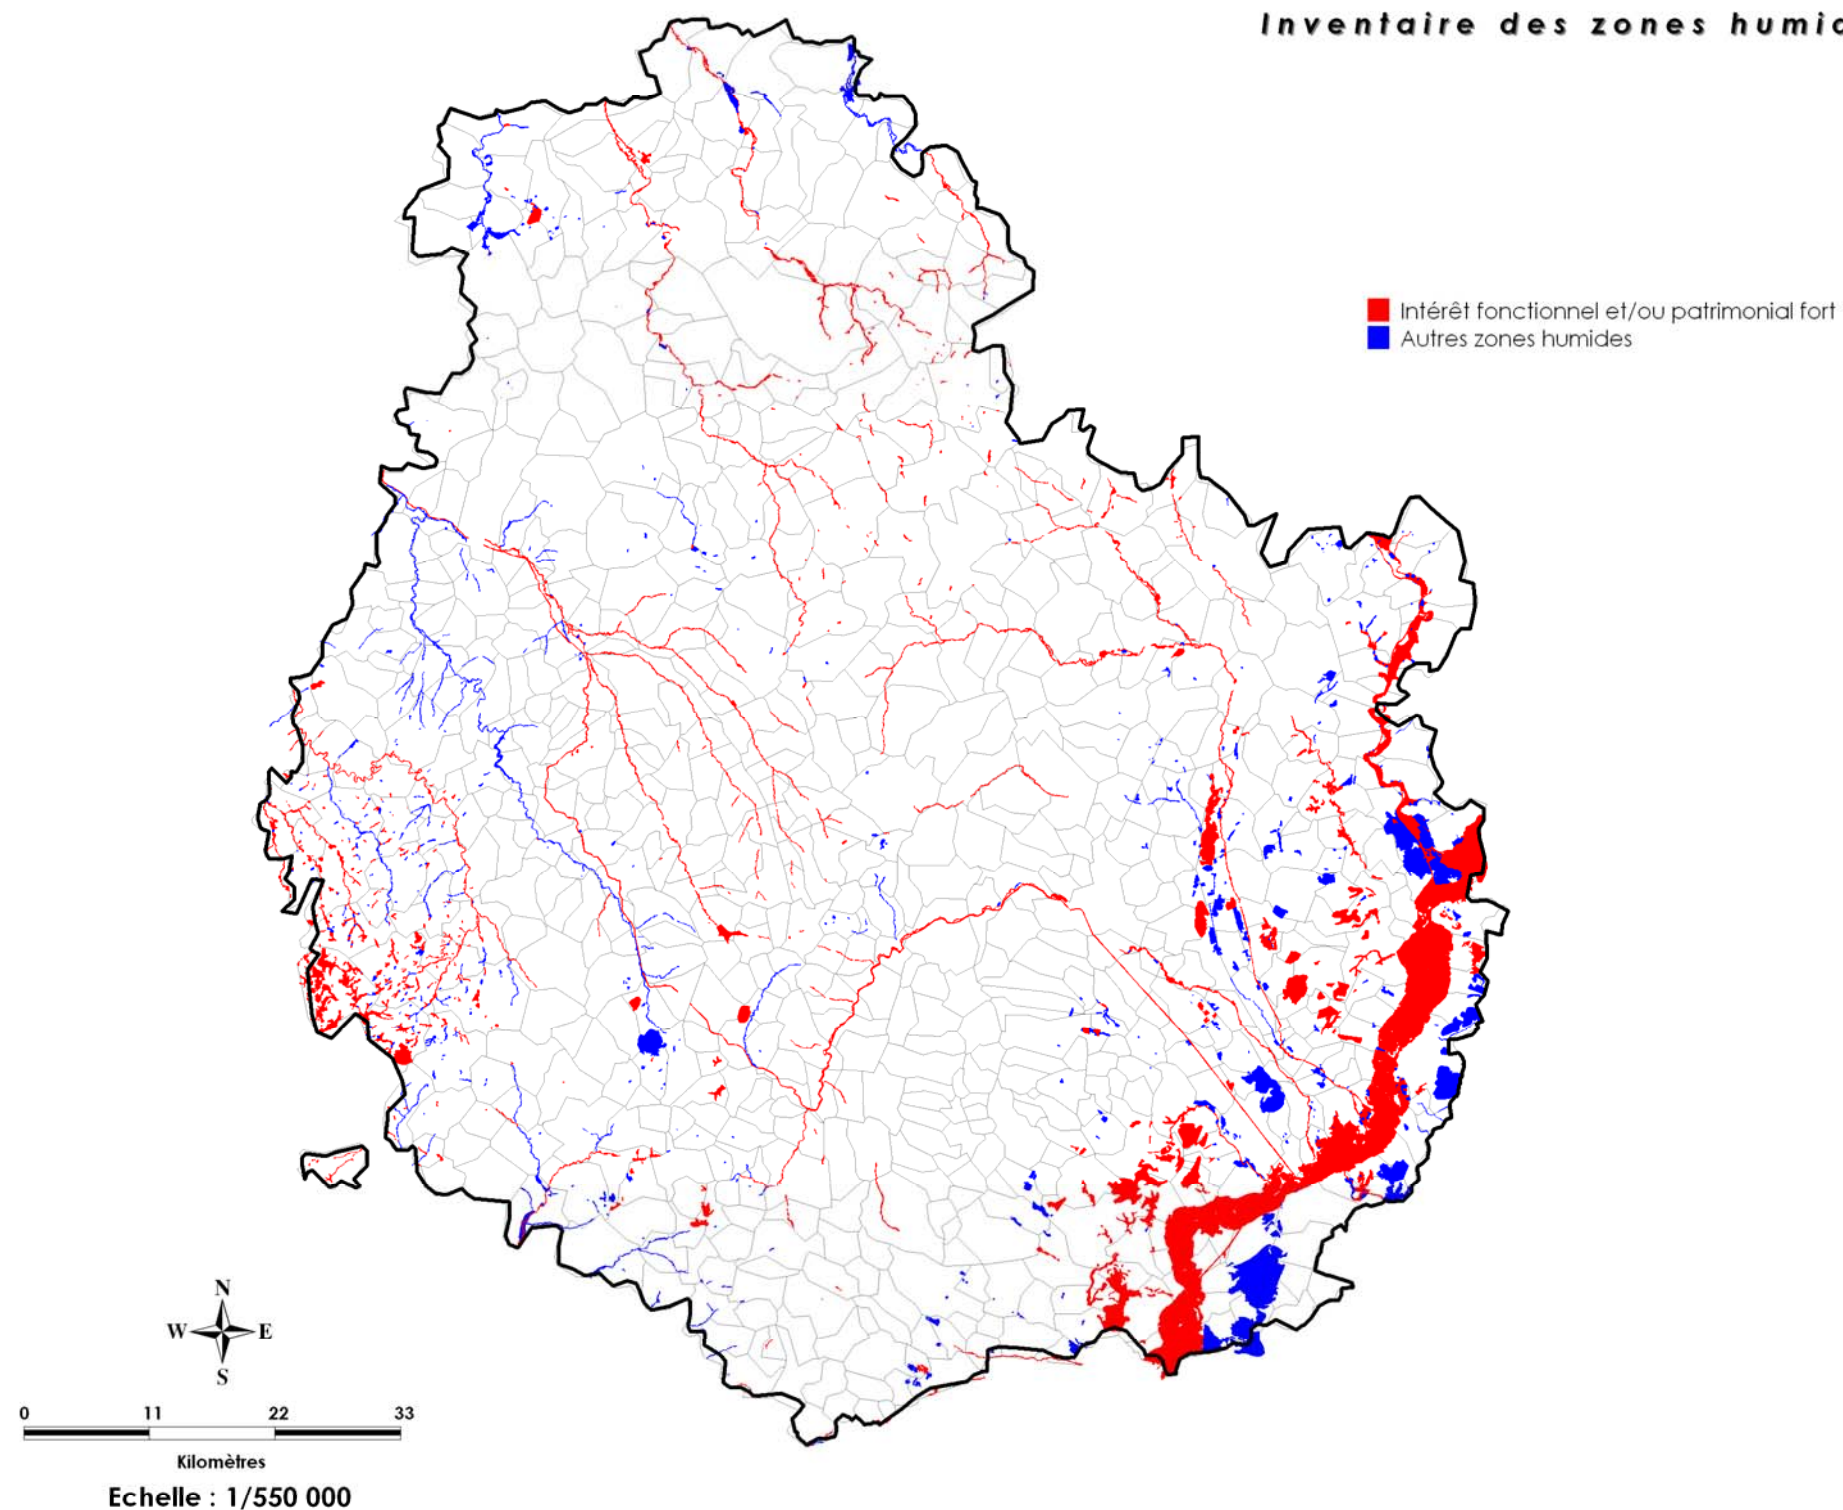 Inventaire des zones
Intérêt fonctionnel et/ou patrimonial fort
Autres zones humides
N
W E
S
0 11 22 33
Kilomètres
Echelle : 1/550 000